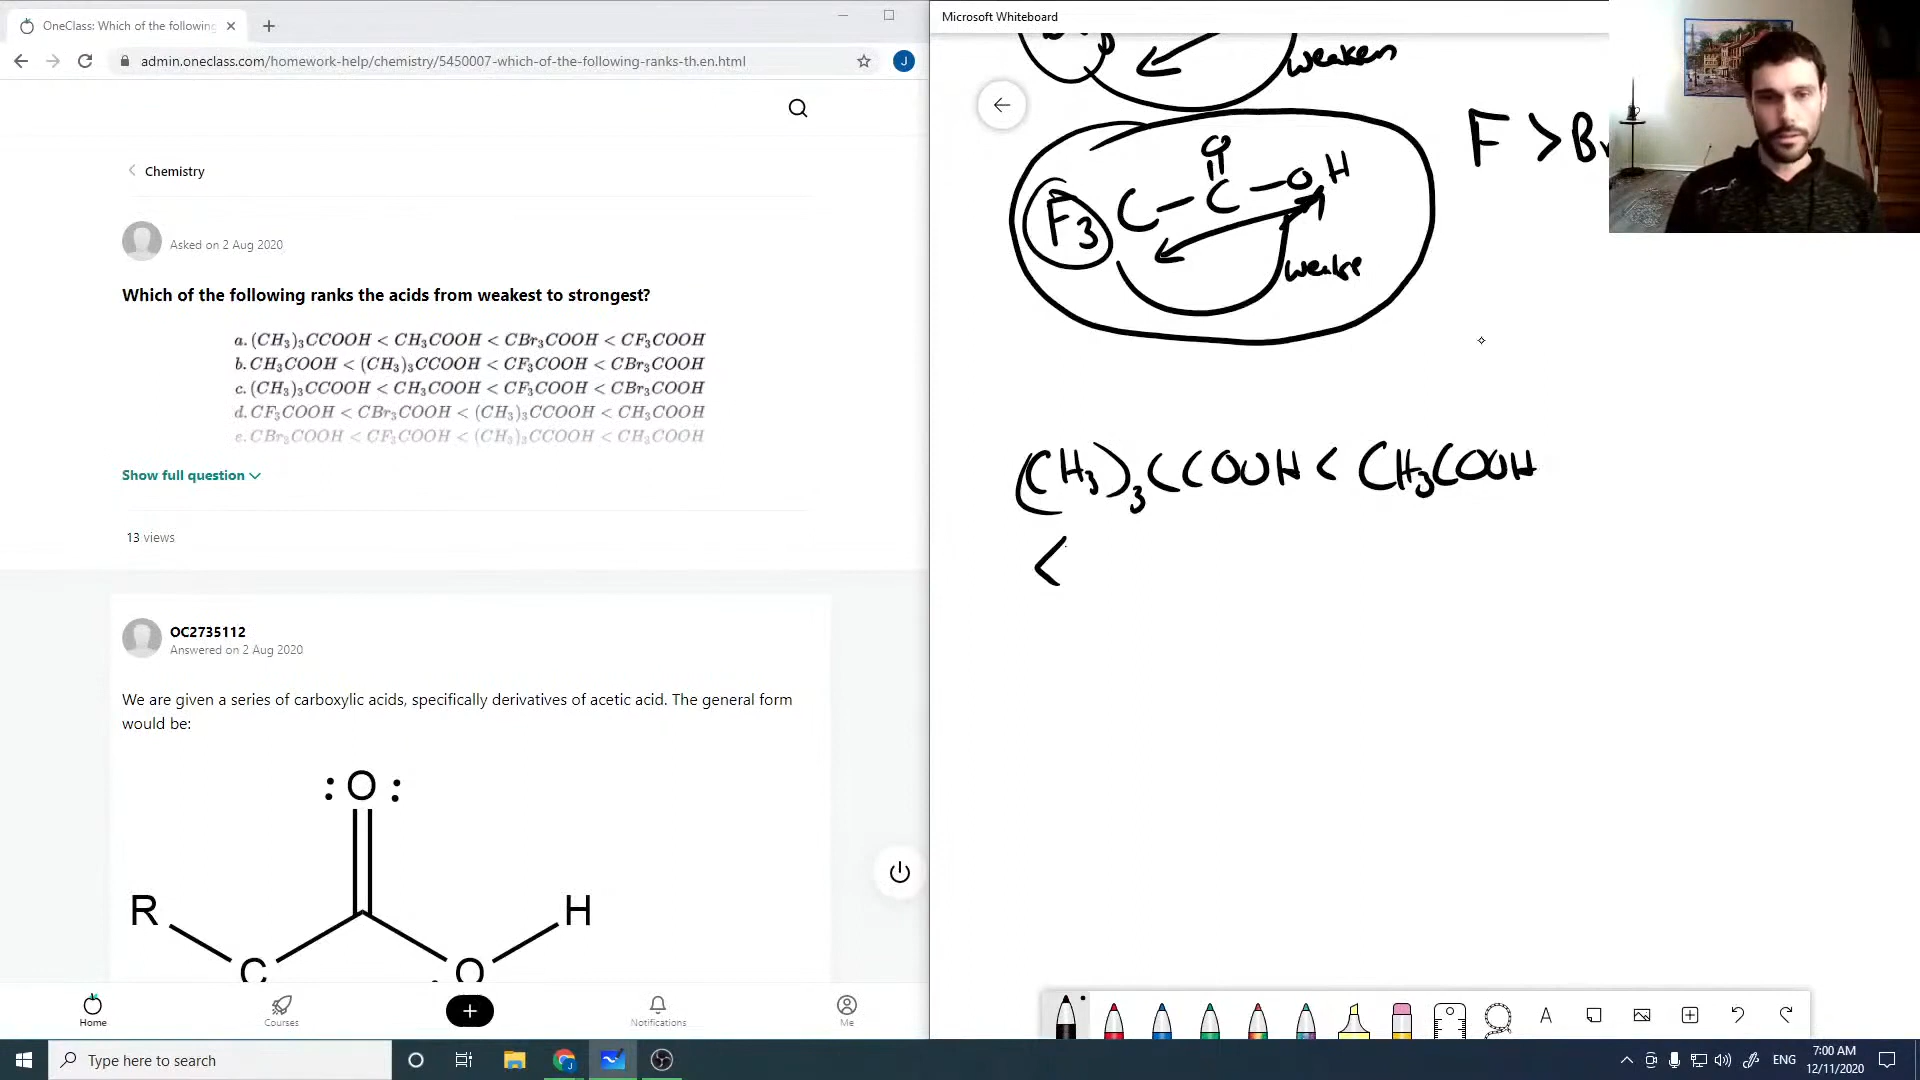 OneClass: Which of the following
admin.oneclass.com/homework-help/chemistry/5450007-which-of-the-following-ranks-th.en.html
J
Chemistry
Asked on 2 Aug 2020
Which of the following ranks the acids from weakest to strongest?
a. (CH3)3CCOOH < CH3COOH < CBr3COOH < CF3COOH
b. CH3COOH < (CH3)3CCOOH < CF3COOH < CBr3COOH
c. (CH3)3CCOOH < CH3COOH < CF3COOH < CBr3COOH
d. CF3COOH < CBr3COOH < (CH3)3CCOOH < CH3COOH
e. CBr3COOH < CF3COOH < (CH3)3CCOOH < CH3COOH
Show full question
13 views
OC2735112
Answered on 2 Aug 2020
We are given a series of carboxylic acids, specifically derivatives of acetic acid. The general form
would be:
: O :
R
H
C
O
Home
Courses
Notifications
Me
Microsoft Whiteboard
weaken
O
F3 C - C - O H
F > Br
(CH3)3CCOOH < CH3COOH
<
A
Type here to search
ENG
7:00 AM
12/11/2020